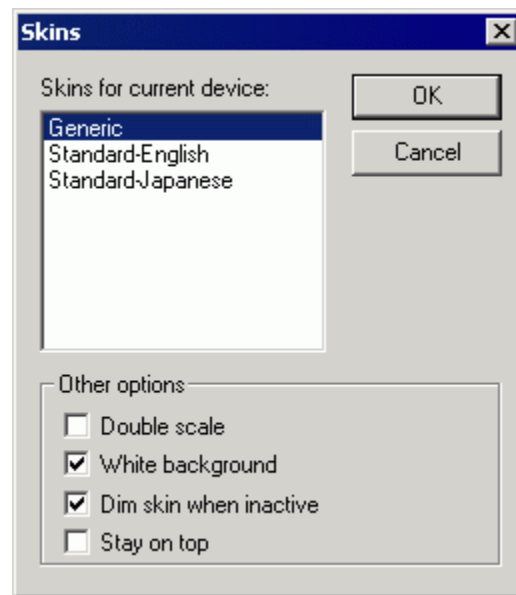 Skins
Skins for current device:
OK
Generic
Standard-English
Cancel
Standard-Japanese
Other options
Double scale
White background
Dim skin when inactive
Stay on top